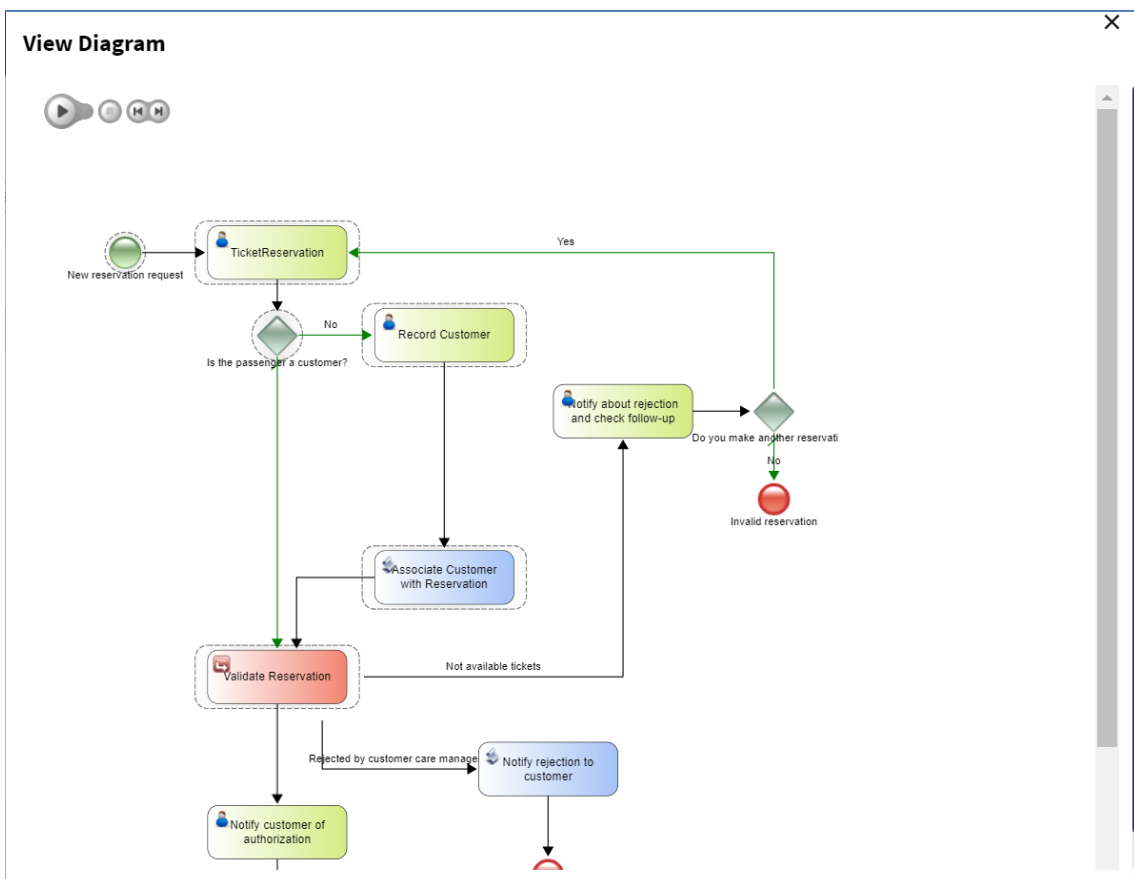 View Diagram
Yes
TicketReservation
New reservation request
No
Record Customer
Is the passenger a customer?
Notify about rejection
and check follow-up
Do you make another reservati
No
Invalid reservation
Associate Customer
with Reservation
Not available tickets
Validate Reservation
Rejected by customer care manage
Notify rejection to
customer
Notify customer of
authorization